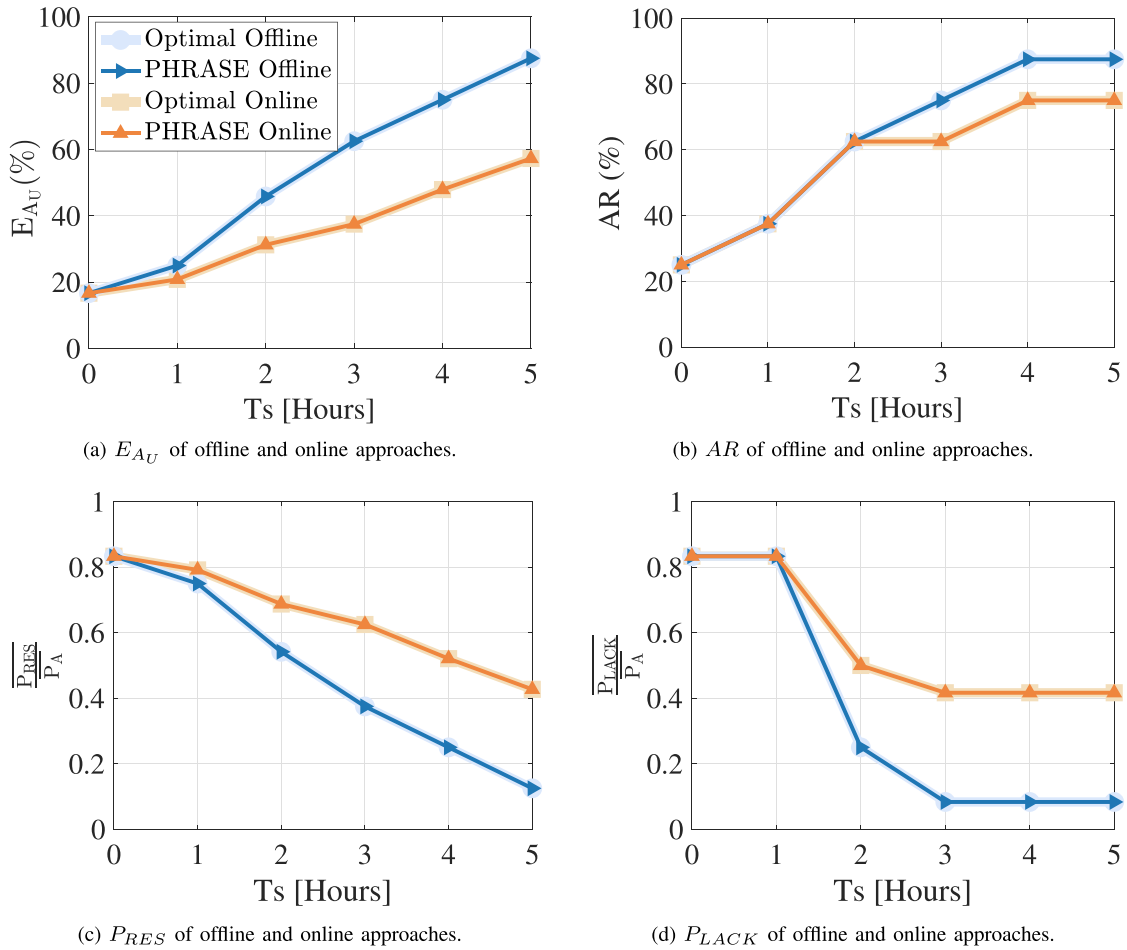 100
80
60
40
20
0
E_{A_U}(%)
Optimal Offline
PHRASE Offline
Optimal Online
PHRASE Online
0 1 2 3 4 5
Ts [Hours]
(a) E_{A_U} of offline and online approaches.
100
80
60
40
20
0
AR (%)
0 1 2 3 4 5
Ts [Hours]
(b) AR of offline and online approaches.
1
0.8
0.6
0.4
0.2
0
P_RES
P_A
0 1 2 3 4 5
Ts [Hours]
(c) P_{RES} of offline and online approaches.
1
0.8
0.6
0.4
0.2
0
P_LACK
P_A
0 1 2 3 4 5
Ts [Hours]
(d) P_{LACK} of offline and online approaches.